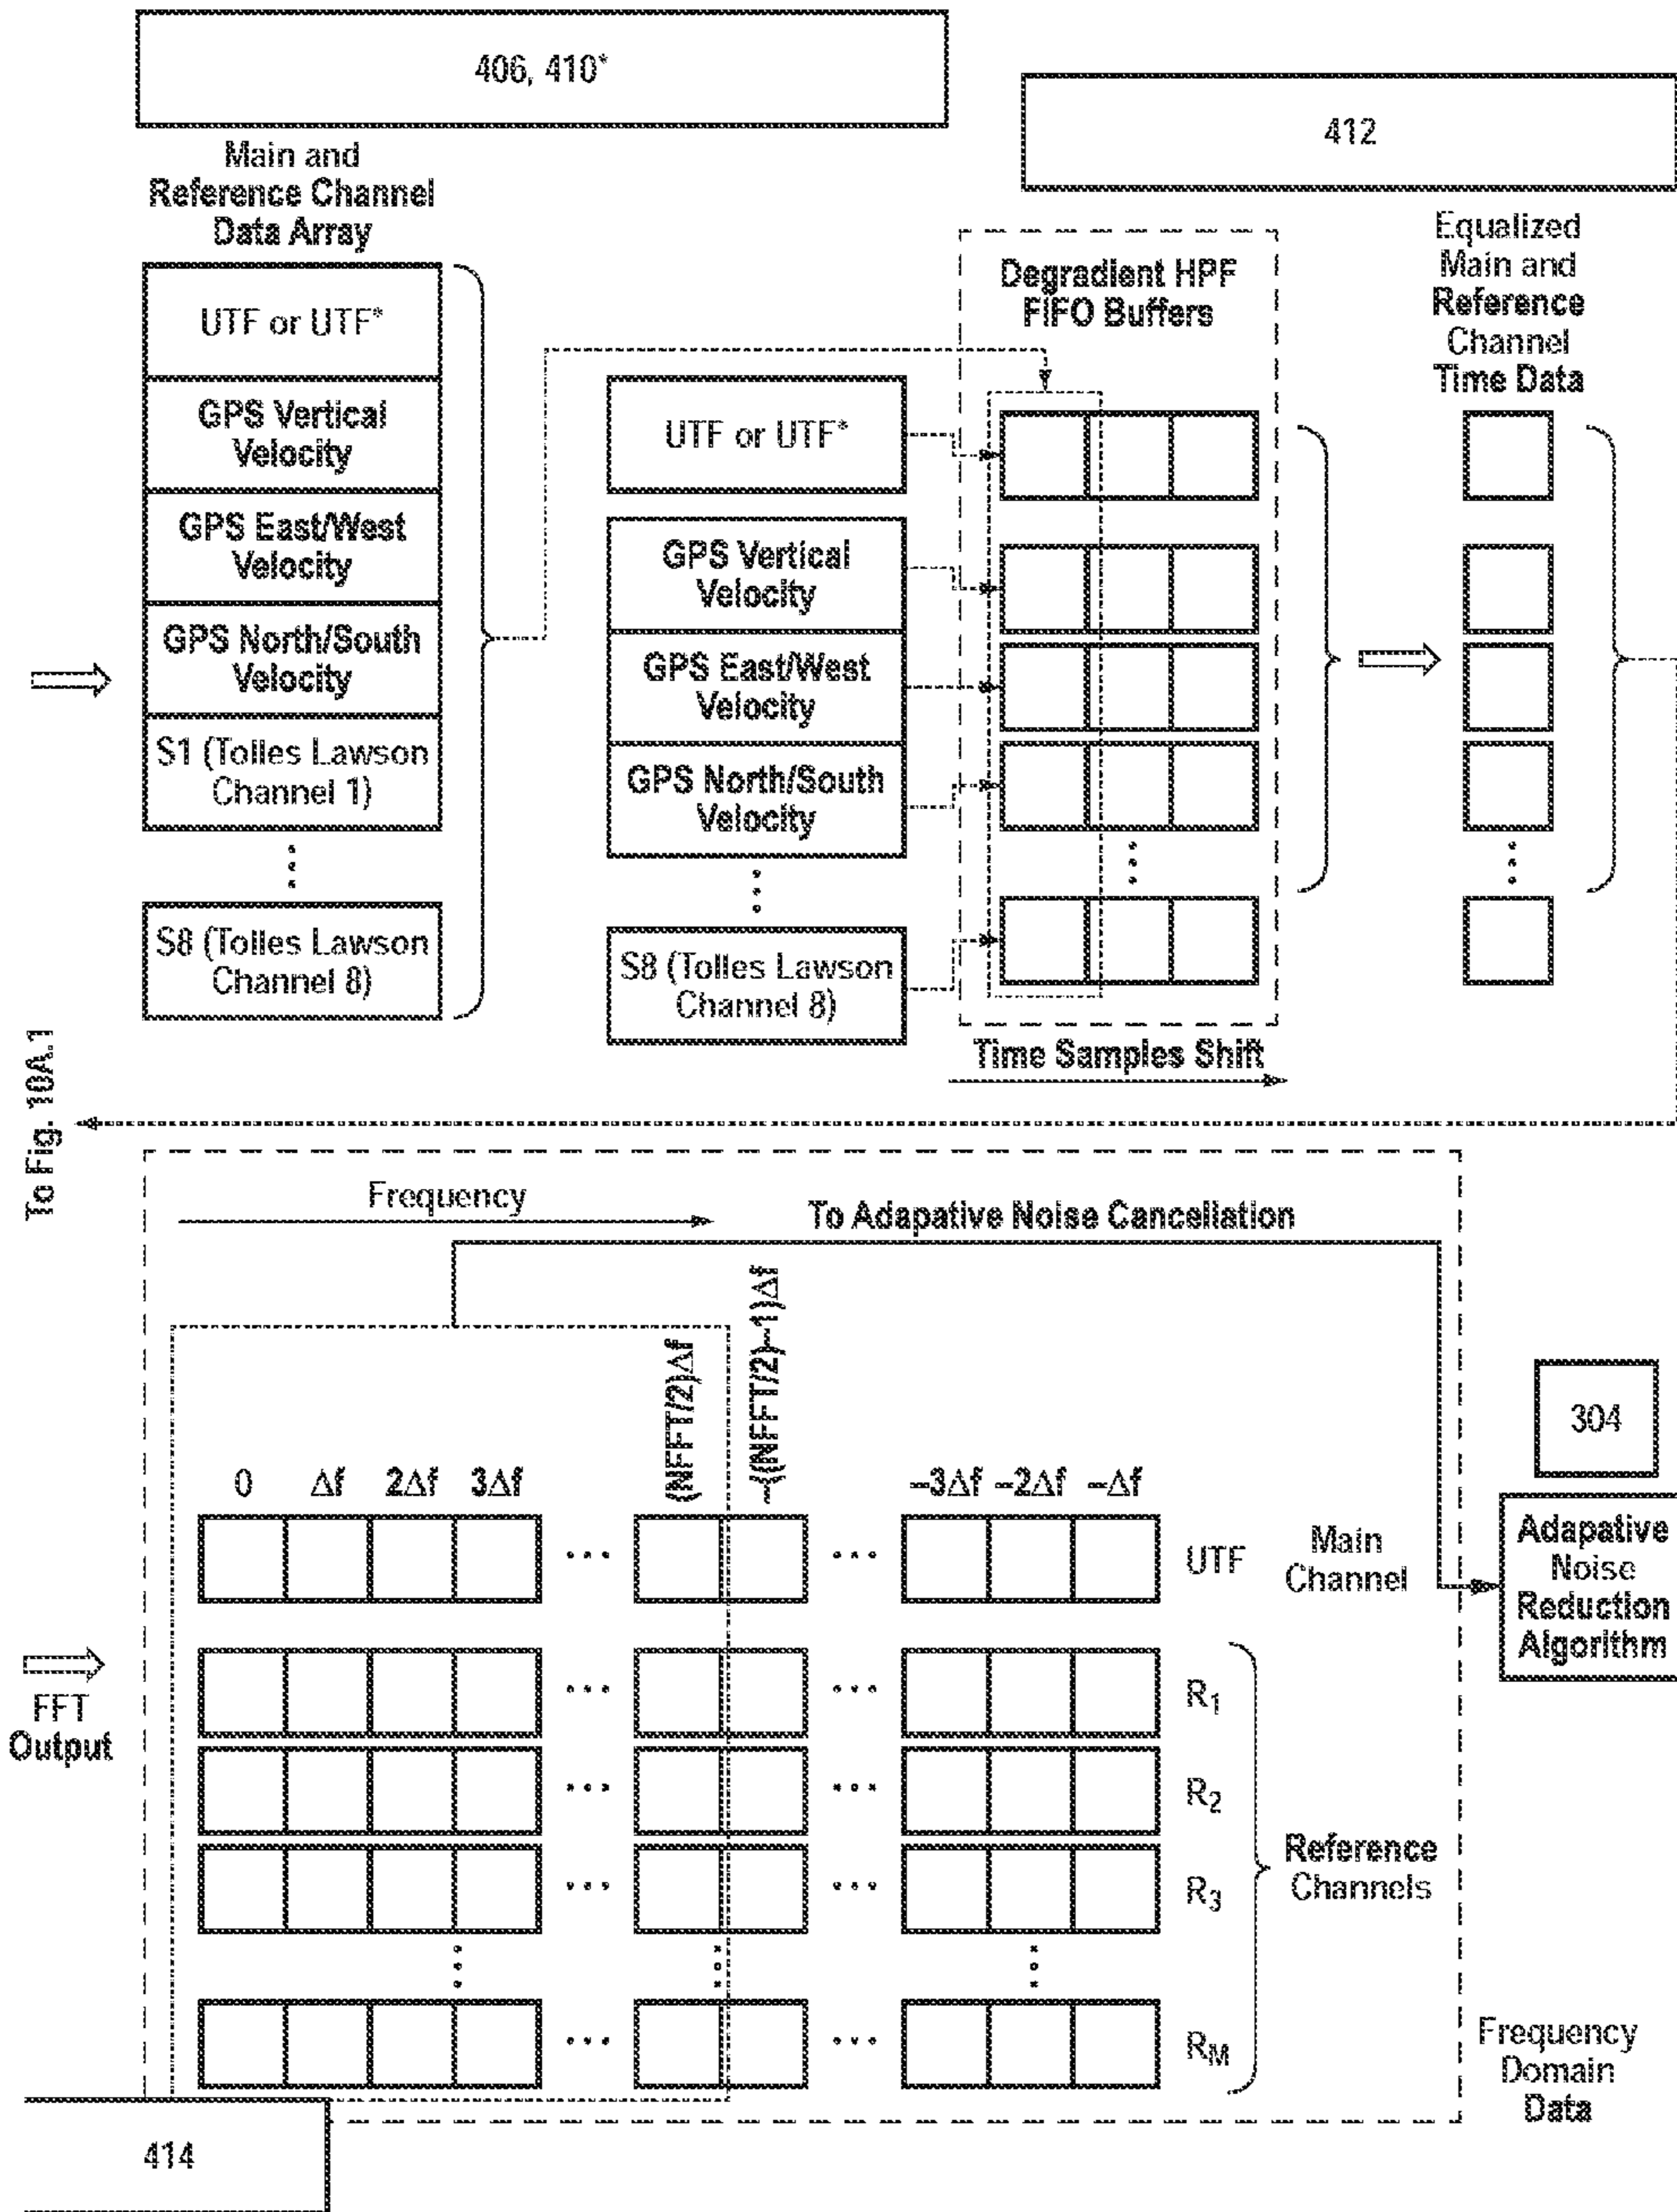 406, 410*
412
Main and
Reference Channel
Data Array
UTF or UTF*
GPS Vertical
Velocity
GPS East/West
Velocity
GPS North/South
Velocity
S1 (Tolles Lawson
Channel 1)
S8 (Tolles Lawson
Channel 8)
UTF or UTF*
GPS Vertical
Velocity
GPS East/West
Velocity
GPS North/South
Velocity
S8 (Tolles Lawson
Channel 8)
Degradient HPF
FIFO Buffers
Time Samples Shift
Equalized
Main and
Reference
Channel
Time Data
To Fig. 10A.1
Frequency
To Adapative Noise Cancellation
0 Δf 2Δf 3Δf (NFFT/2)Δf –((NFFT/2)–1)Δf –3Δf –2Δf –Δf
UTF
Main
Channel
FFT
Output
R1
R2
R3
RM
Reference
Channels
304
Adapative
Noise
Reduction
Algorithm
Frequency
Domain
Data
414